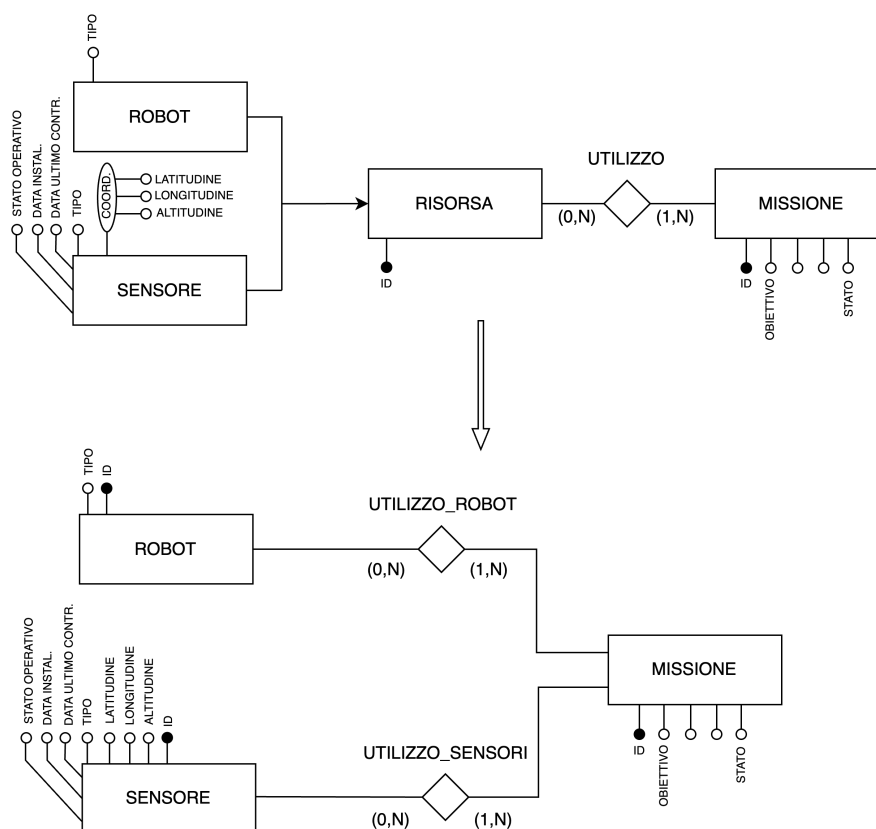 TIPO
ROBOT
STATO OPERATIVO
DATA INSTAL.
DATA ULTIMO CONTR.
TIPO
COORD.
LATITUDINE
LONGITUDINE
ALTITUDINE
SENSORE
RISORSA
ID
UTILIZZO
(0,N)
(1,N)
MISSIONE
ID
OBIETTIVO
STATO
TIPO
ID
ROBOT
UTILIZZO_ROBOT
(0,N)
(1,N)
STATO OPERATIVO
DATA INSTAL.
DATA ULTIMO CONTR.
TIPO
LATITUDINE
LONGITUDINE
ALTITUDINE
ID
SENSORE
UTILIZZO_SENSORI
(0,N)
(1,N)
MISSIONE
ID
OBIETTIVO
STATO